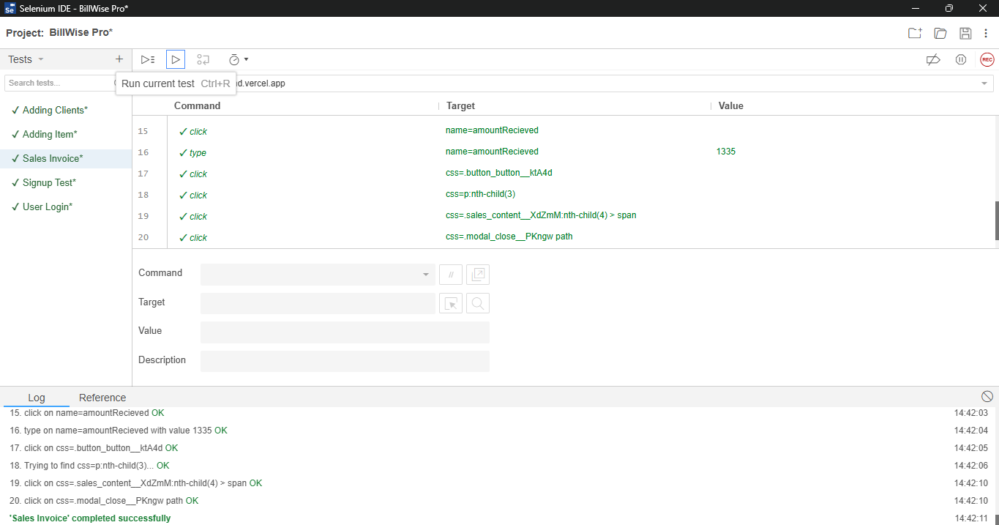 Selenium IDE - BillWise Pro*
Project: BillWise Pro*
Tests
REC
Search tests...
Run current test Ctrl+R
d.vercel.app
Command Target Value
✓ Adding Clients*
✓ Adding Item*
✓ Sales Invoice*
✓ Signup Test*
✓ User Login*
15 ✓ click name=amountRecieved
16 ✓ type name=amountRecieved 1335
17 ✓ click css=.button_button__ktA4d
18 ✓ click css=p:nth-child(3)
19 ✓ click css=.sales_content__XdZmM:nth-child(4) > span
20 ✓ click css=.modal_close__PKngw path
Command //
Target
Value
Description
Log Reference
15. click on name=amountRecieved OK 14:42:03
16. type on name=amountRecieved with value 1335 OK 14:42:04
17. click on css=.button_button__ktA4d OK 14:42:05
18. Trying to find css=p:nth-child(3)... OK 14:42:06
19. click on css=.sales_content__XdZmM:nth-child(4) > span OK 14:42:10
20. click on css=.modal_close__PKngw path OK 14:42:10
'Sales Invoice' completed successfully 14:42:11